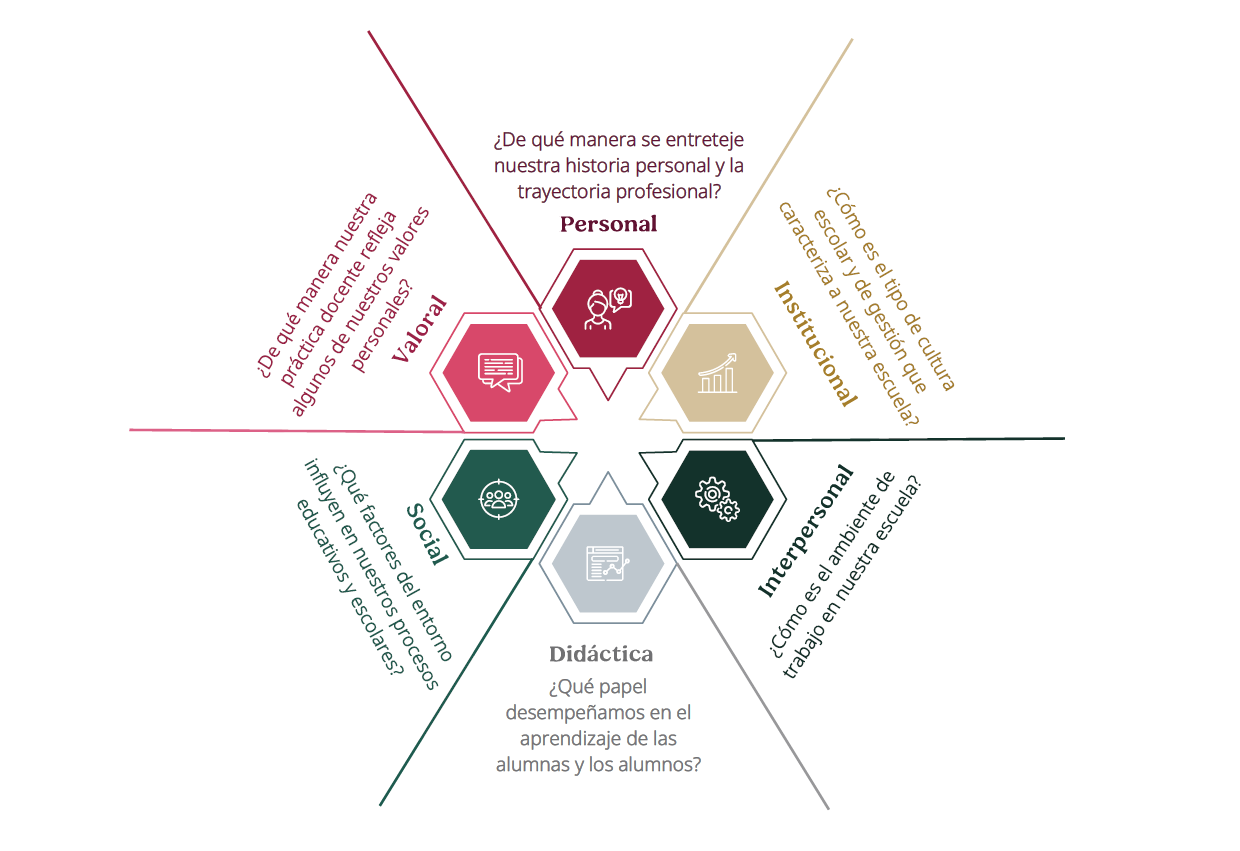 ¿De qué manera se entreteje
nuestra historia personal y la
trayectoria profesional?
Personal
¿Cómo es el tipo de cultura
escolar y de gestión que
caracteriza a nuestra escuela?
Institucional
Interpersonal
¿Cómo es el ambiente de
trabajo en nuestra escuela?
Didáctica
¿Qué papel
desempeñamos en el
aprendizaje de las
alumnas y los alumnos?
Social
¿Qué factores del entorno
influyen en nuestros procesos
educativos y escolares?
¿De qué manera nuestra
práctica docente refleja
algunos de nuestros valores
personales?
Valoral